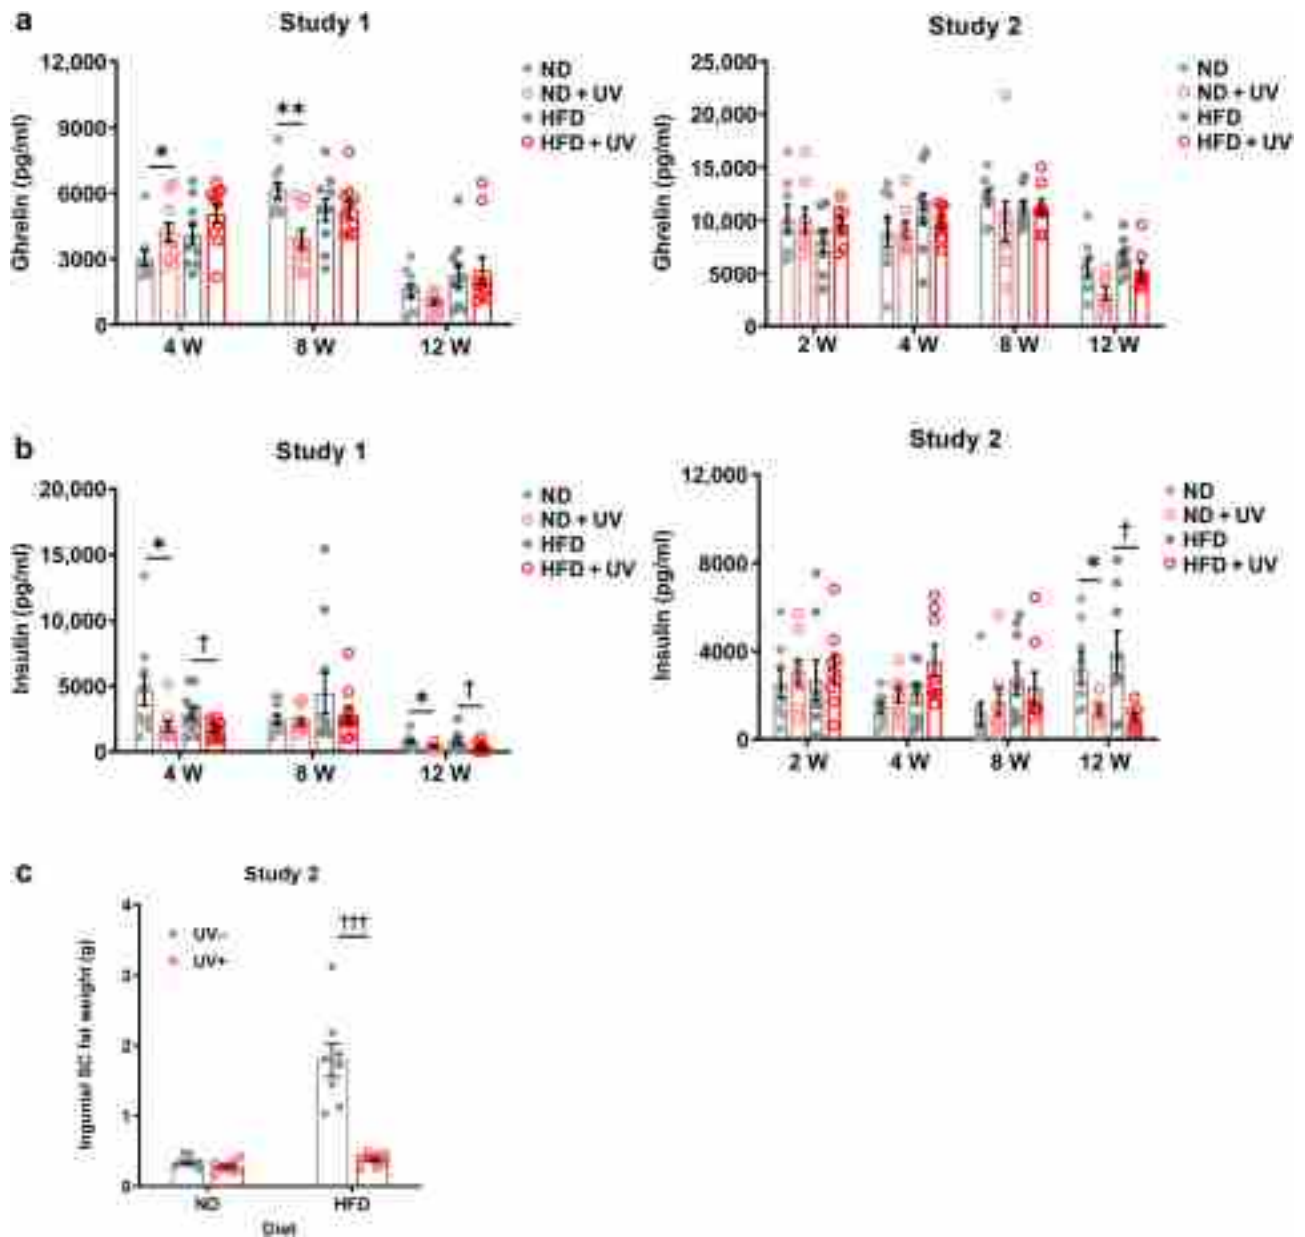 a
Study 1
Ghrelin (pg/ml)
12,000
9000
6000
3000
0
*
**
4 W
8 W
12 W
ND
ND + UV
HFD
HFD + UV
Study 2
Ghrelin (pg/ml)
25,000
20,000
15,000
10,000
5000
0
2 W
4 W
8 W
12 W
ND
ND + UV
HFD
HFD + UV
b
Study 1
Insulin (pg/ml)
20,000
15,000
10,000
5000
0
*
†
*
†
4 W
8 W
12 W
ND
ND + UV
HFD
HFD + UV
Study 2
Insulin (pg/ml)
12,000
8000
4000
0
*
†
2 W
4 W
8 W
12 W
ND
ND + UV
HFD
HFD + UV
c
Study 2
Inguinal SC fat weight (g)
4
3
2
1
0
UV-
UV+
†††
ND
HFD
Diet